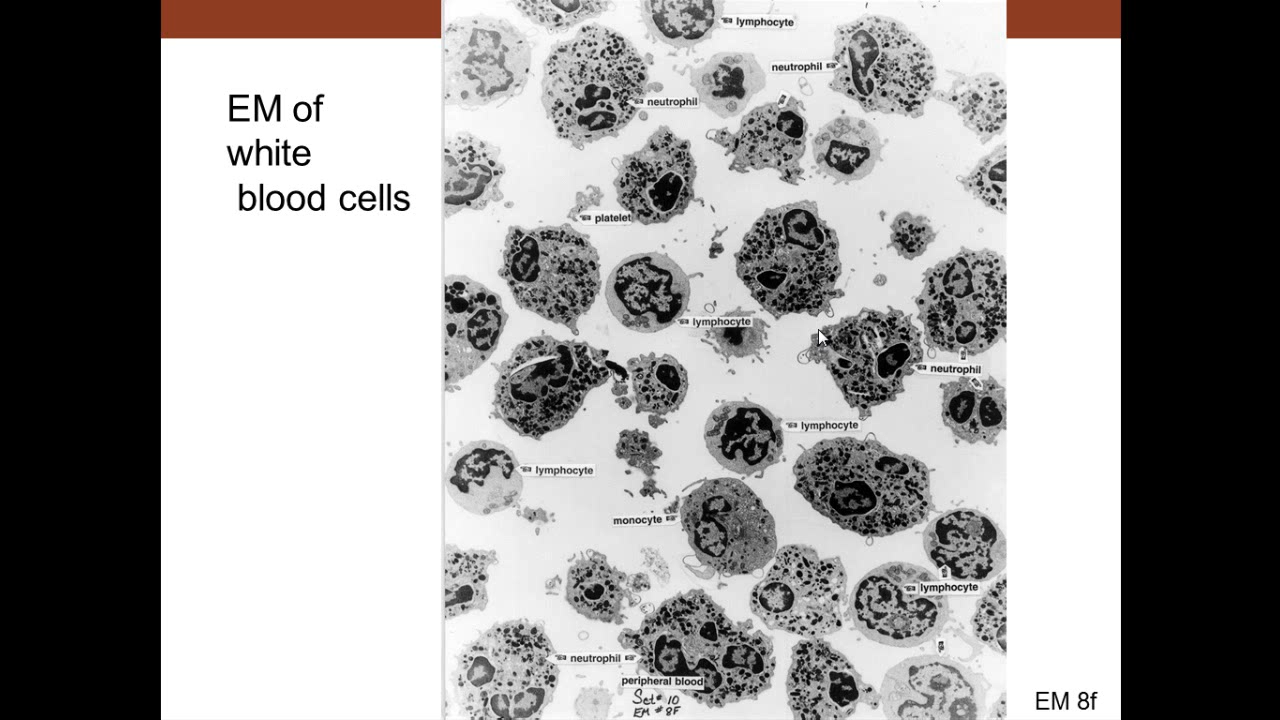 EM of
white
blood cells
lymphocyte
neutrophil
neutrophil
platelet
lymphocyte
neutrophil
lymphocyte
lymphocyte
monocyte
lymphocyte
neutrophil
peripheral blood
Set # 10
EM # 8F
EM 8f